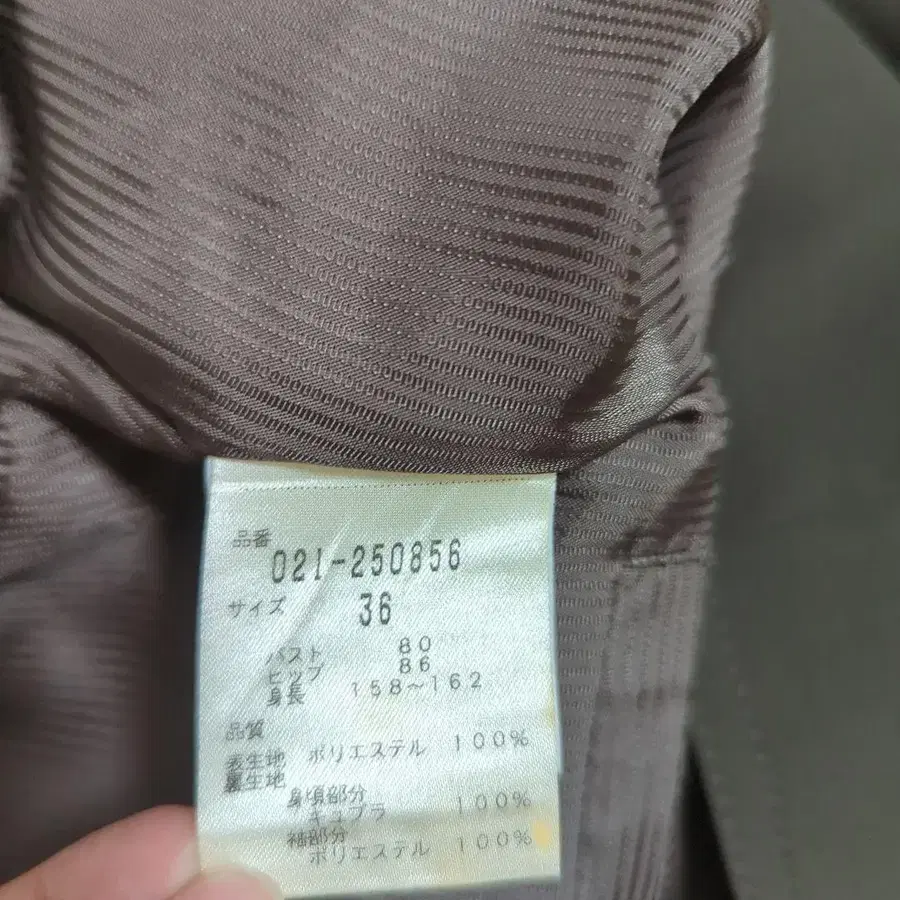 品番
021-250856
サイズ 36
バスト 80
ヒップ 86
身長 158～162
品質
表生地 ポリエステル 100%
裏生地
身頃部分
キュプラ 100%
袖部分
ポリエステル 100%